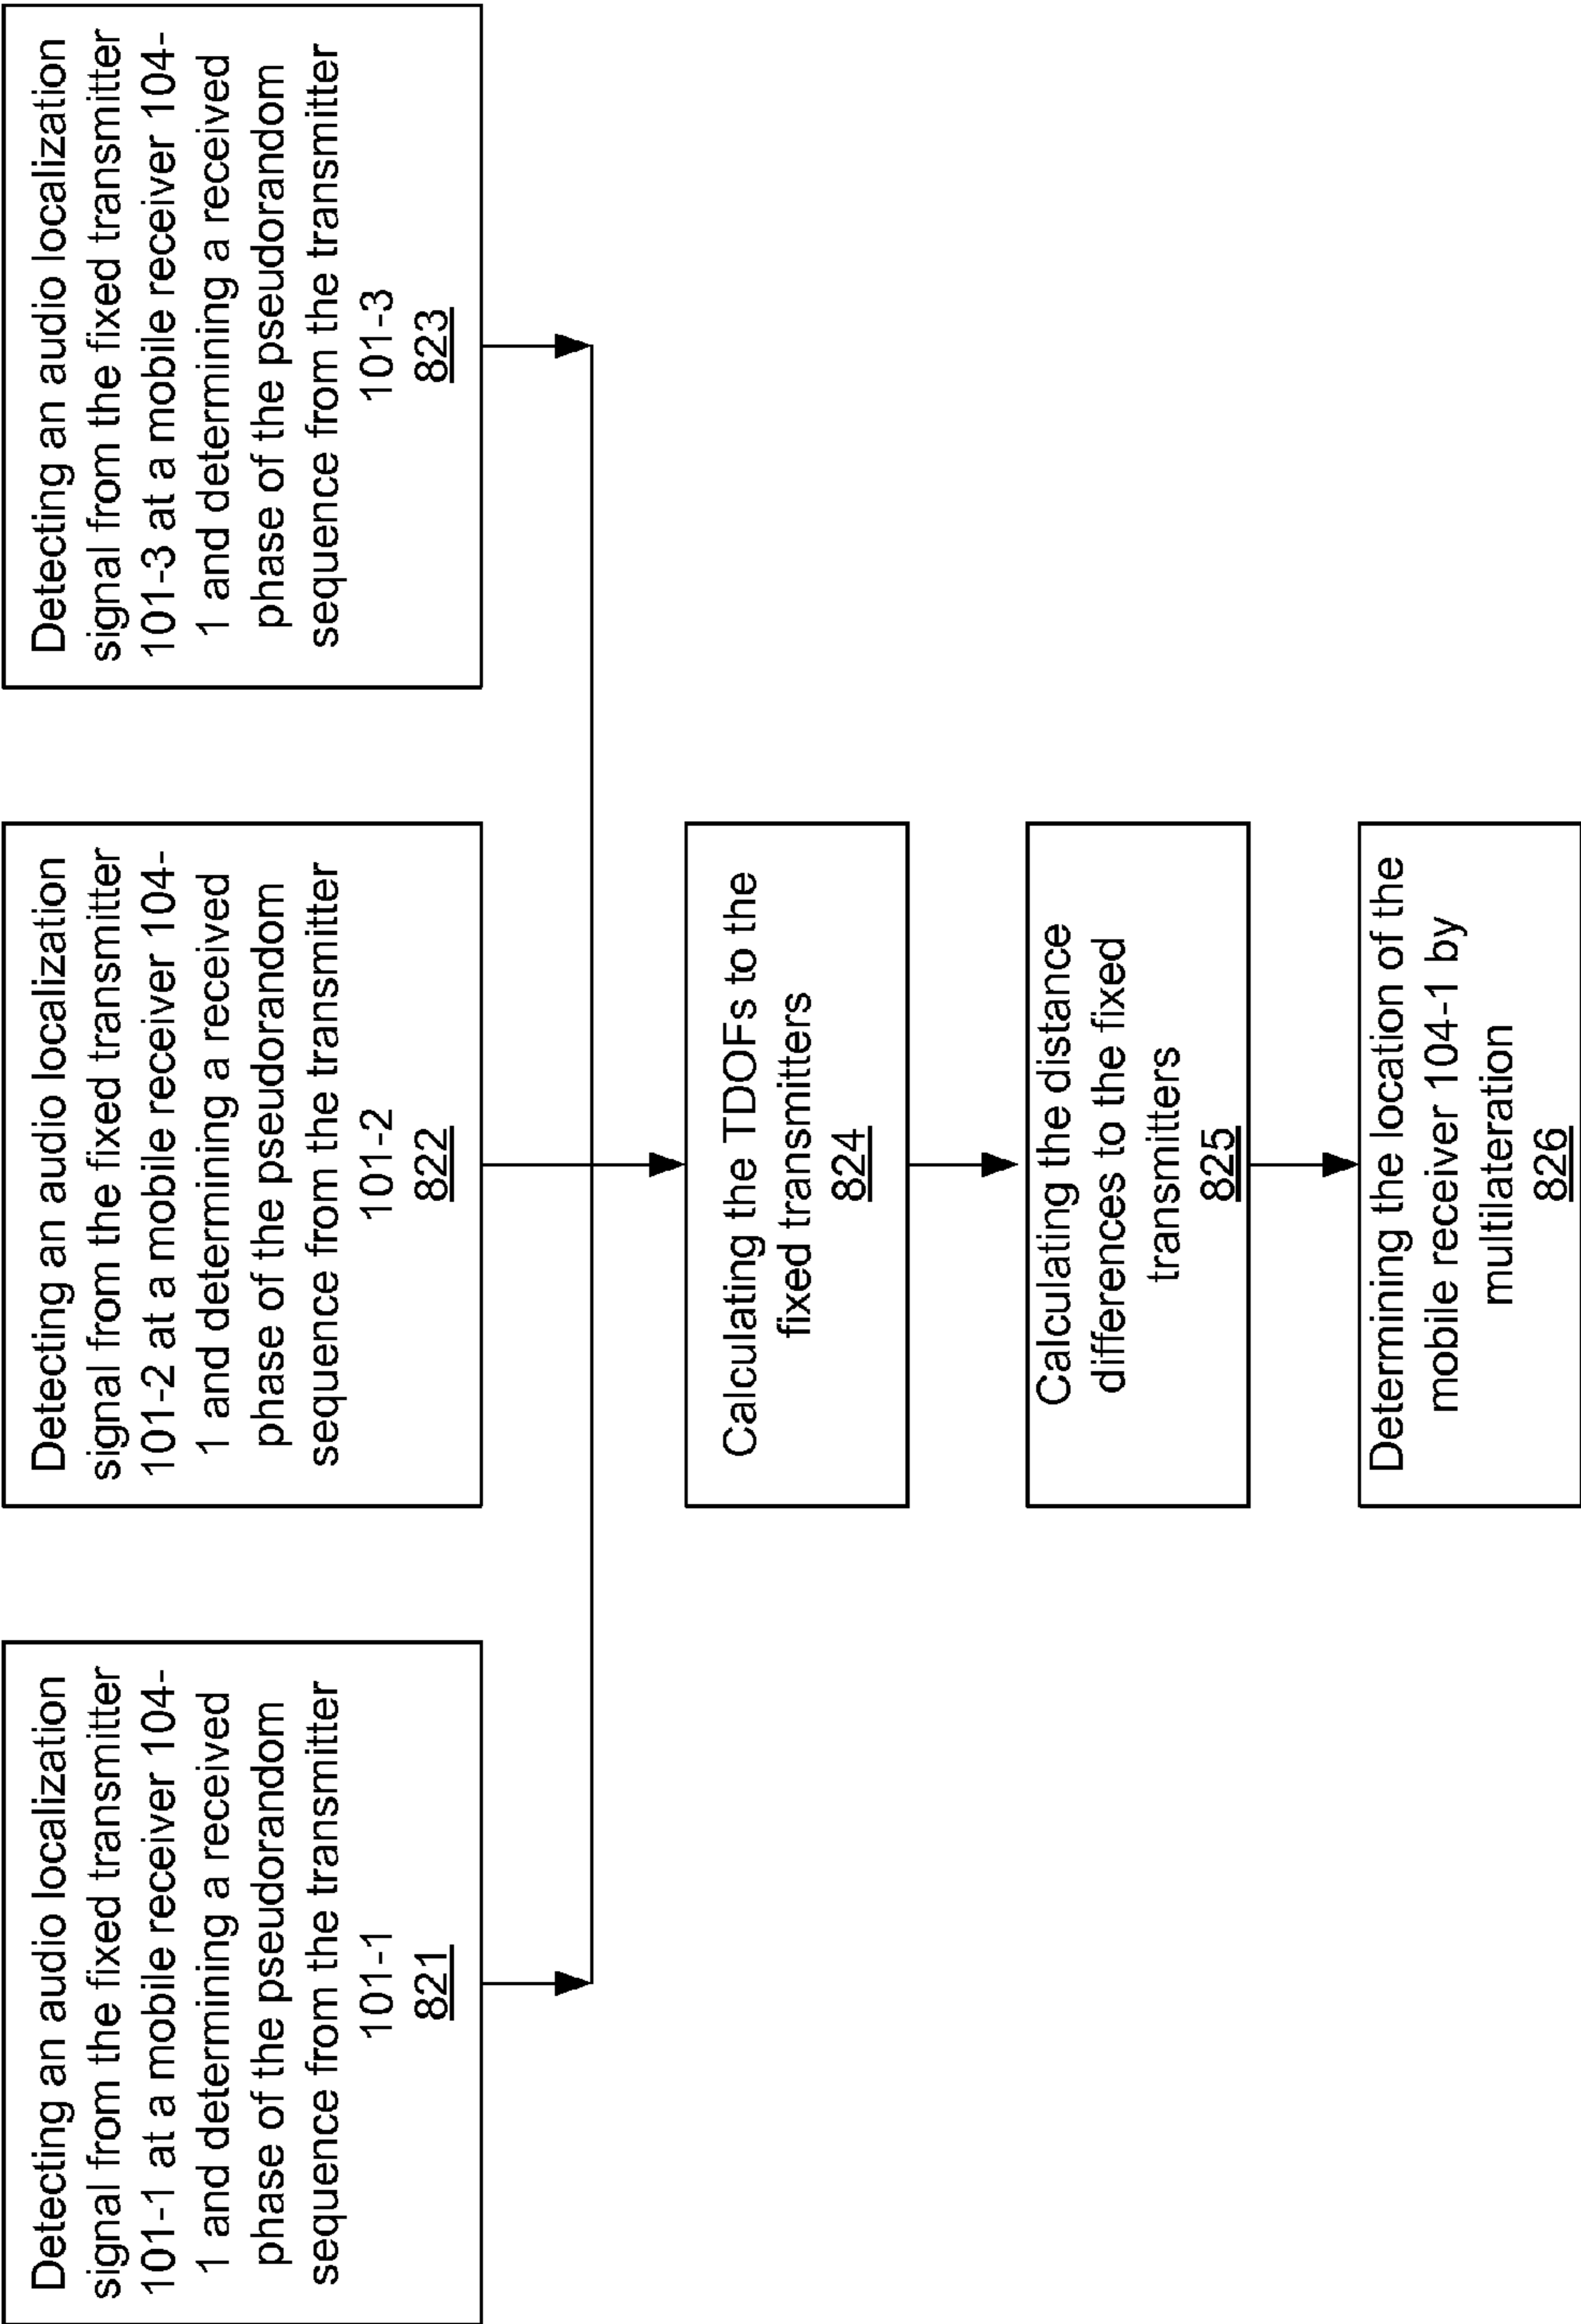 Detecting an audio localization
signal from the fixed transmitter
101-1 at a mobile receiver 104-
1 and determining a received
phase of the pseudorandom
sequence from the transmitter
101-1
821
Detecting an audio localization
signal from the fixed transmitter
101-2 at a mobile receiver 104-
1 and determining a received
phase of the pseudorandom
sequence from the transmitter
101-2
822
Detecting an audio localization
signal from the fixed transmitter
101-3 at a mobile receiver 104-
1 and determining a received
phase of the pseudorandom
sequence from the transmitter
101-3
823
Calculating the TDOFs to the
fixed transmitters
824
Calculating the distance
differences to the fixed
transmitters
825
Determining the location of the
mobile receiver 104-1 by
multilateration
826